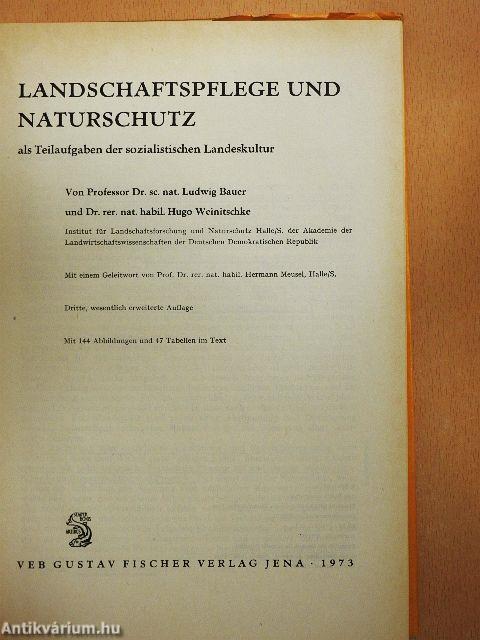 LANDSCHAFTSPFLEGE UND
NATURSCHUTZ
als Teilaufgaben der sozialistischen Landeskultur
Von Professor Dr. sc. nat. Ludwig Bauer
und Dr. rer. nat. habil. Hugo Weinitschke
Institut für Landschaftsforschung und Naturschutz Halle/S. der Akademie der
Landwirtschaftswissenschaften der Deutschen Demokratischen Republik
Mit einem Geleitwort von Prof. Dr. rer. nat. habil. Hermann Meusel, Halle/S.
Dritte, wesentlich erweiterte Auflage
Mit 144 Abbildungen und 47 Tabellen im Text
SEMPER
BONIS
ARTIBUS
VEB GUSTAV FISCHER VERLAG JENA · 1973
Antikvárium.hu